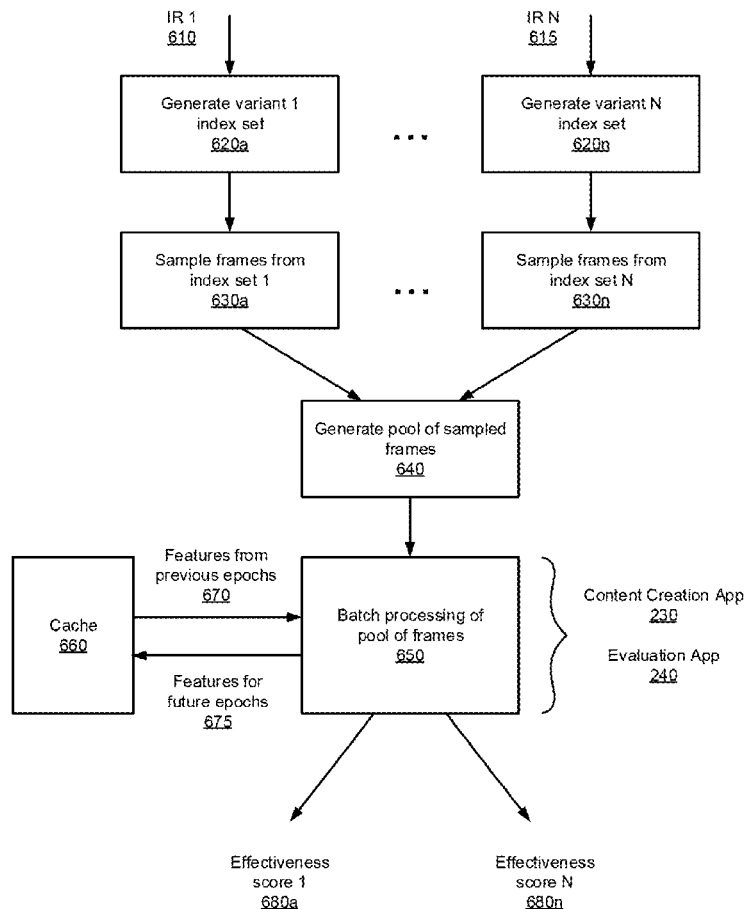 IR 1
610
IR N
615
Generate variant 1
index set
620a
Generate variant N
index set
620n
Sample frames from
index set 1
630a
Sample frames from
index set N
630n
Generate pool of sampled
frames
640
Features from
previous epochs
670
Cache
660
Batch processing of
pool of frames
650
Features for
future epochs
675
Content Creation App
230
Evaluation App
240
Effectiveness
score 1
680a
Effectiveness
score N
680n